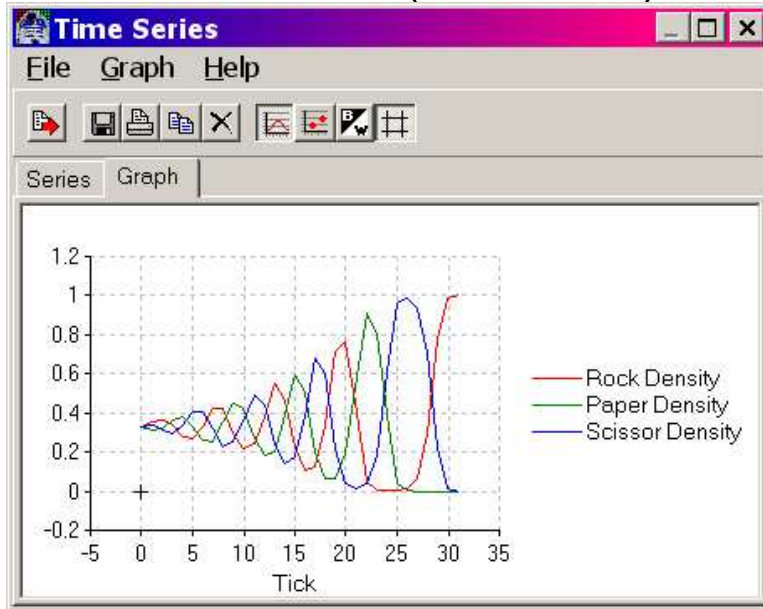 Time Series
File Graph Help
B W
Series Graph
1.2
1
0.8
0.6
0.4
0.2
0
-0.2
-5 0 5 10 15 20 25 30 35
Tick
Rock Density
Paper Density
Scissor Density